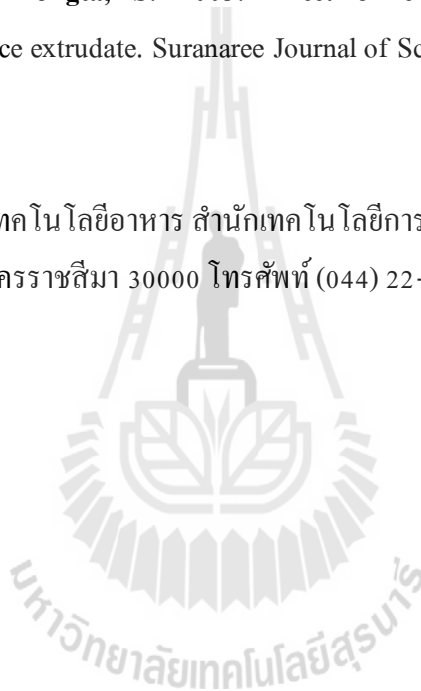 ce extrudate. Suranaree Journal of Sc
ทคโนโลยีอาหาร สำนักเทคโนโลยีการ
ครราชสีมา 30000 โทรศัพท์ (044) 22-
มหาวิทยาลัยเทคโนโลยีสุรนารี